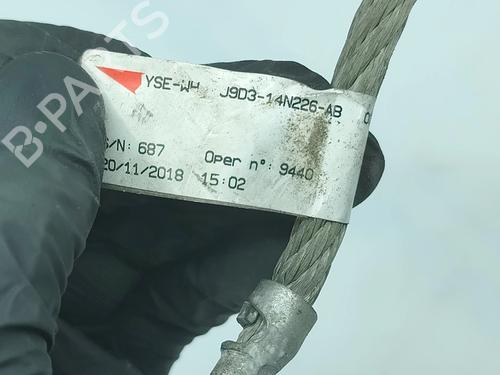 YSE-WH J9D3-14N226-AB
S/N: 687 Oper n°: 9440
20/11/2018 15:02
B-PARTS